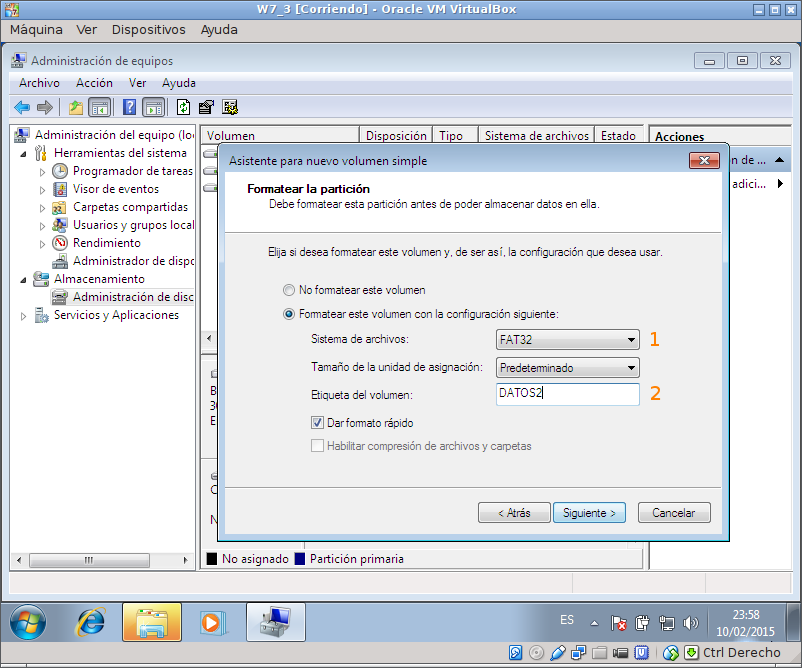 W7_3 [Corriendo] - Oracle VM VirtualBox
Máquina Ver Dispositivos Ayuda
Administración de equipos
Archivo Acción Ver Ayuda
Administración del equipo (loc
Herramientas del sistema
Programador de tareas
Visor de eventos
Carpetas compartidas
Usuarios y grupos local
Rendimiento
Administrador de dispo
Almacenamiento
Administración de disc
Servicios y Aplicaciones
Volumen Disposición Tipo Sistema de archivos Estado
Acciones
ón de ...
adici...
Asistente para nuevo volumen simple
Formatear la partición
Debe formatear esta partición antes de poder almacenar datos en ella.
Elija si desea formatear este volumen y, de ser así, la configuración que desea usar.
No formatear este volumen
Formatear este volumen con la configuración siguiente:
Sistema de archivos: FAT32 1
Tamaño de la unidad de asignación: Predeterminado
Etiqueta del volumen: DATOS2 2
Dar formato rápido
Habilitar compresión de archivos y carpetas
< Atrás Siguiente > Cancelar
B
30
E
C
N
No asignado Partición primaria
ES
23:58
10/02/2015
Ctrl Derecho